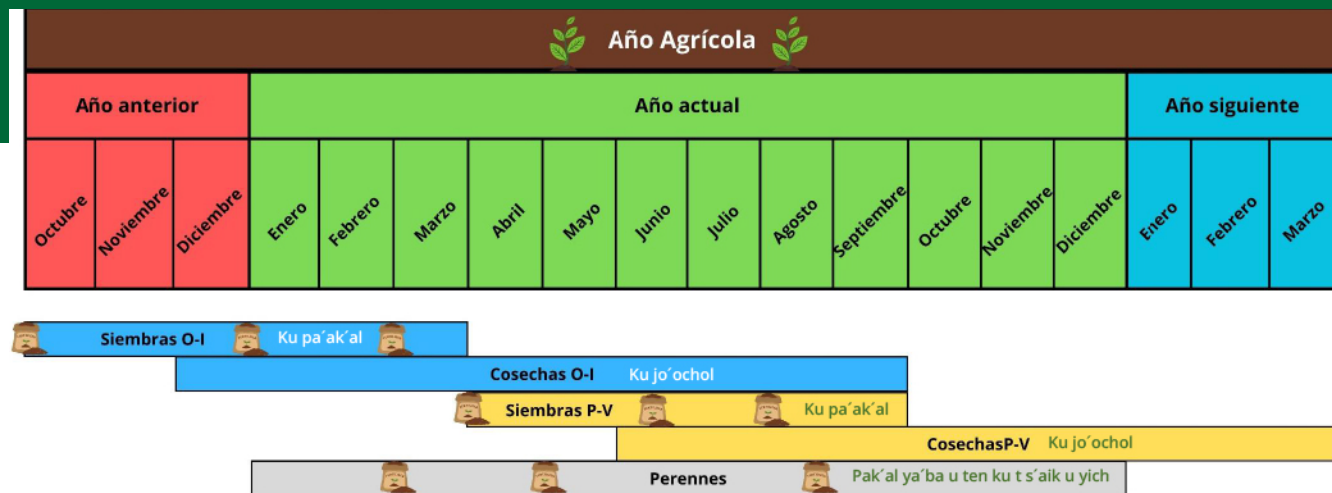 Año Agrícola
Año anterior Año actual Año siguiente
Octubre Noviembre Diciembre Enero Febrero Marzo Abril Mayo Junio Julio Agosto Septiembre Octubre Noviembre Diciembre Enero Febrero Marzo
Siembras O-I Ku pa´ak´al
Cosechas O-I Ku jo´ochol
Siembras P-V Ku pa´ak´al
CosechasP-V Ku jo´ochol
Perennes Pak´al ya´ba u ten ku t s´aik u yich